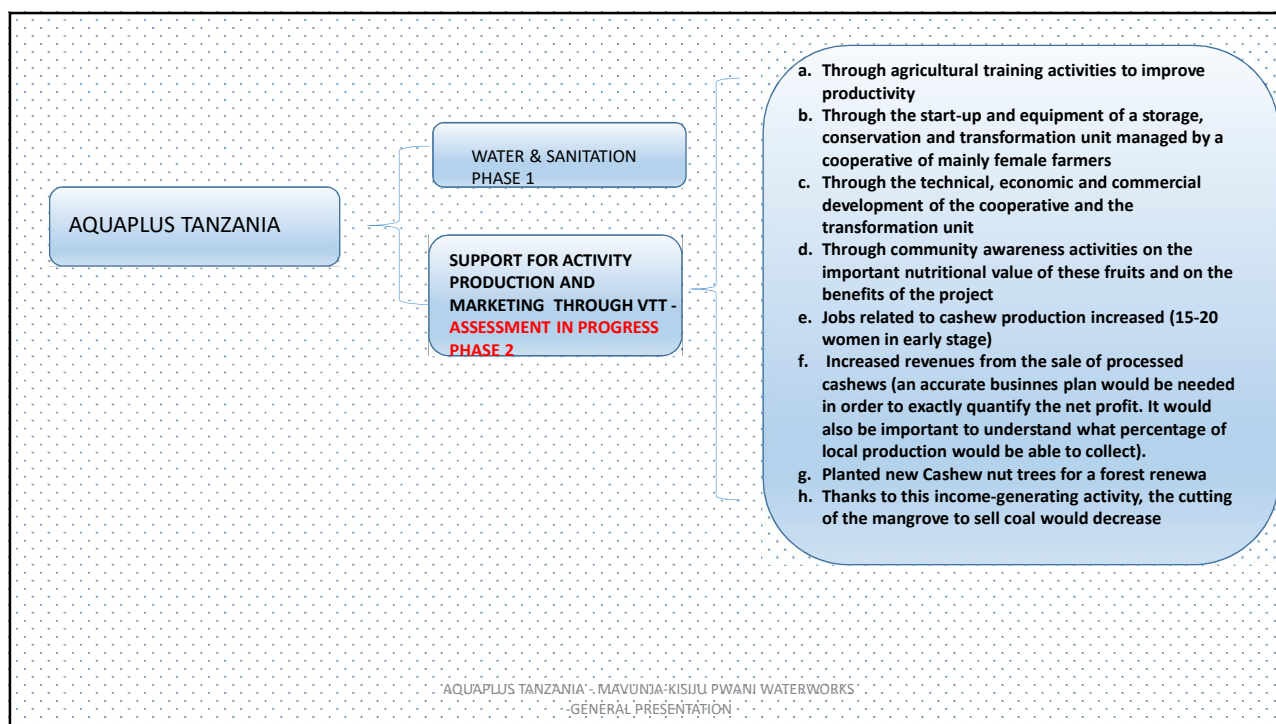 AQUAPLUS TANZANIA
WATER & SANITATION
PHASE 1
SUPPORT FOR ACTIVITY
PRODUCTION AND
MARKETING THROUGH VTT -
ASSESSMENT IN PROGRESS
PHASE 2
a. Through agricultural training activities to improve
productivity
b. Through the start-up and equipment of a storage,
conservation and transformation unit managed by a
cooperative of mainly female farmers
c. Through the technical, economic and commercial
development of the cooperative and the
transformation unit
d. Through community awareness activities on the
important nutritional value of these fruits and on the
benefits of the project
e. Jobs related to cashew production increased (15-20
women in early stage)
f. Increased revenues from the sale of processed
cashews (an accurate businnes plan would be needed
in order to exactly quantify the net profit. It would
also be important to understand what percentage of
local production would be able to collect).
g. Planted new Cashew nut trees for a forest renewa
h. Thanks to this income-generating activity, the cutting
of the mangrove to sell coal would decrease
AQUAPLUS TANZANIA - MAVUNJA-KISIJU PWANI WATERWORKS
-GENERAL PRESENTATION